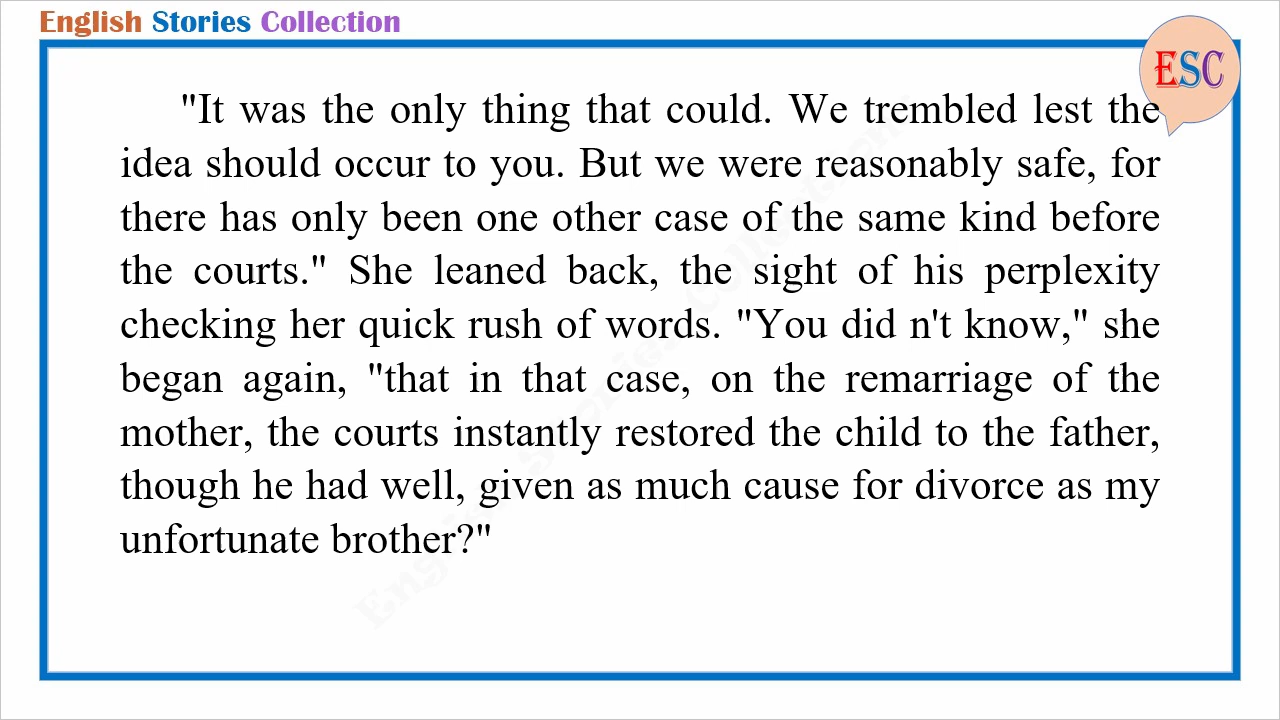 English Stories Collection
ESC
"It was the only thing that could. We trembled lest the
idea should occur to you. But we were reasonably safe, for
there has only been one other case of the same kind before
the courts." She leaned back, the sight of his perplexity
checking her quick rush of words. "You did n't know," she
began again, "that in that case, on the remarriage of the
mother, the courts instantly restored the child to the father,
though he had well, given as much cause for divorce as my
unfortunate brother?"
English Stories Collection